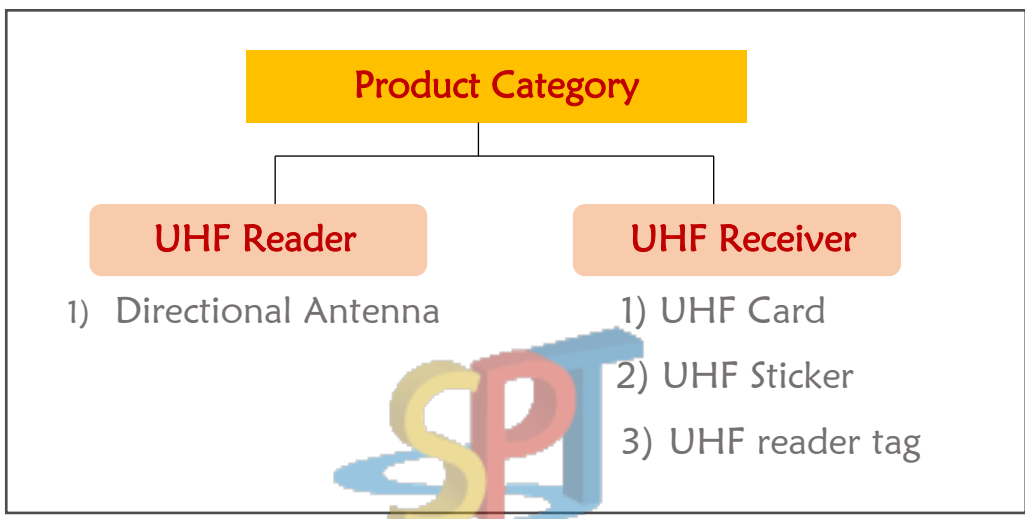 Product Category
UHF Reader
1) Directional Antenna
UHF Receiver
1) UHF Card
2) UHF Sticker
3) UHF reader tag
SPT